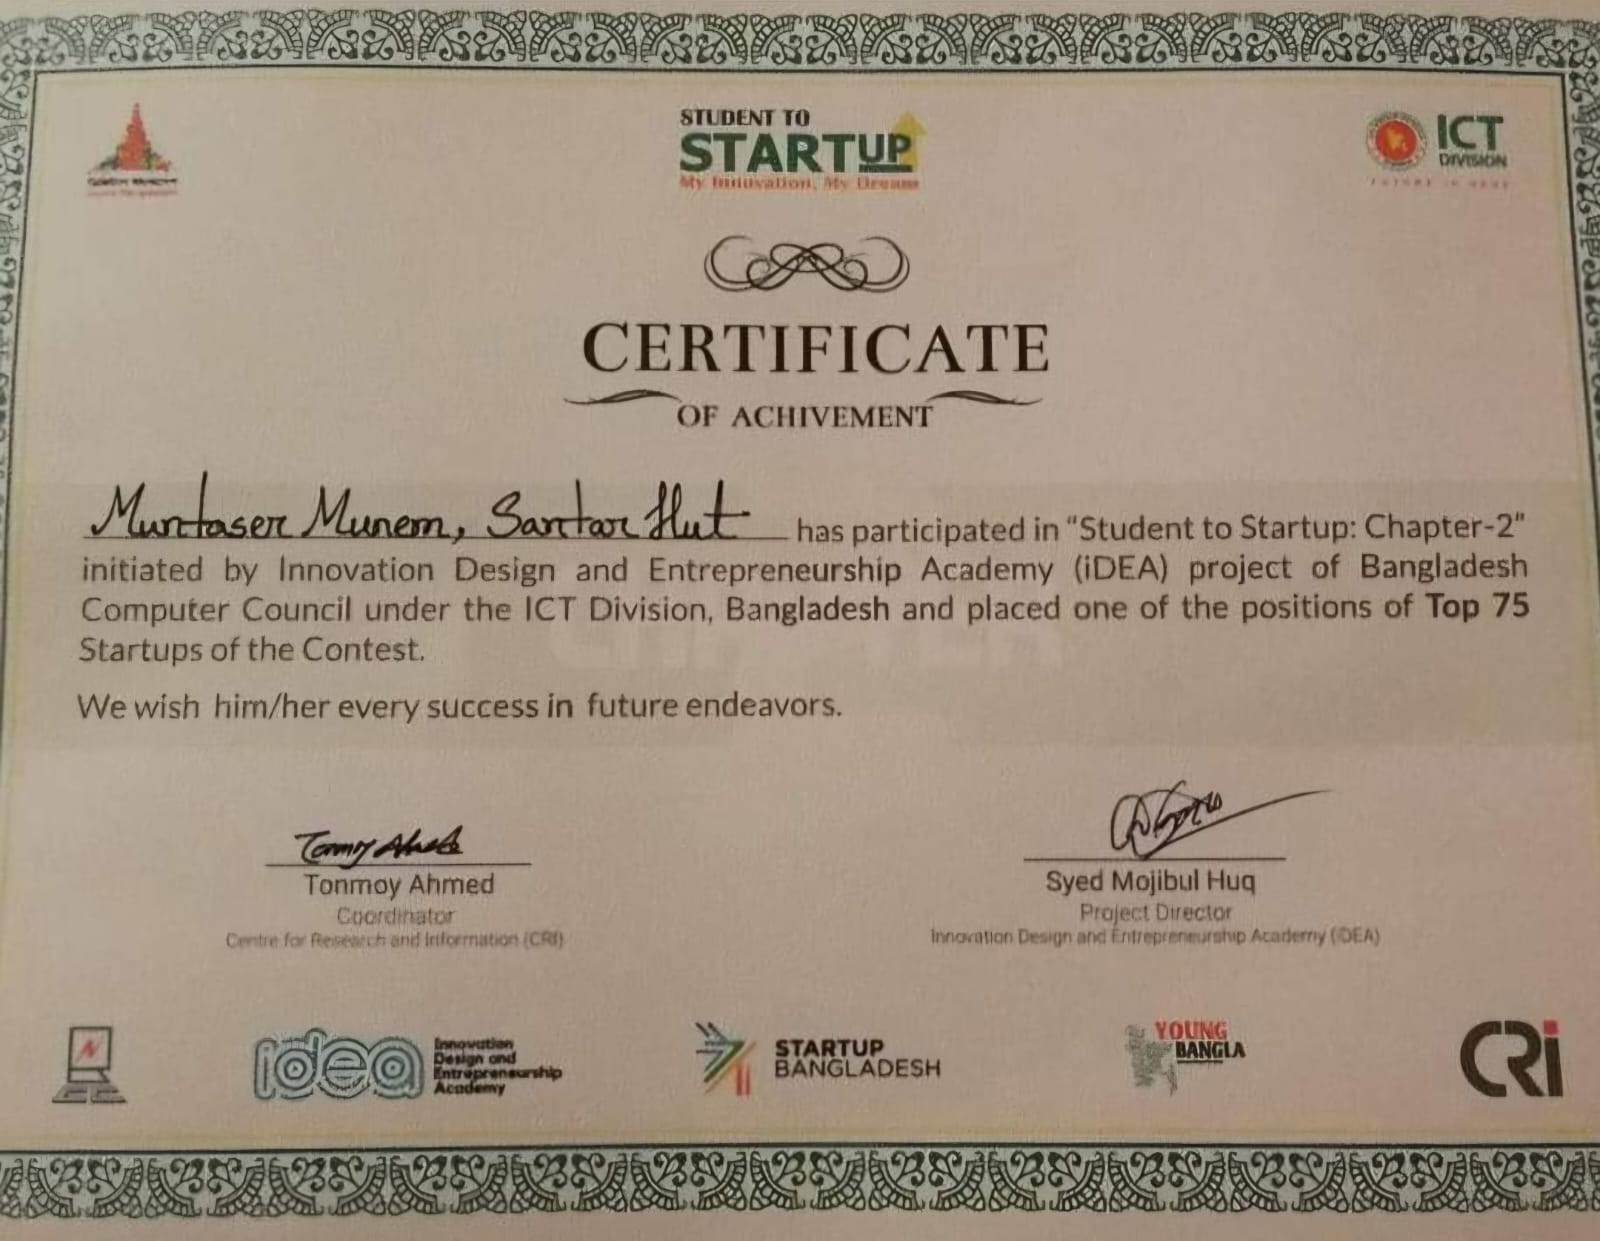 STUDENT TO
STARTUP
My Innovation, My Dream
ICT
DIVISION
CERTIFICATE
OF ACHIVEMENT
Muntaser Munem, Santar Hut has participated in “Student to Startup: Chapter-2”
initiated by Innovation Design and Entrepreneurship Academy (iDEA) project of Bangladesh
Computer Council under the ICT Division, Bangladesh and placed one of the positions of Top 75
Startups of the Contest.
We wish him/her every success in future endeavors.
Tonmoy Ahmed
Tonmoy Ahmed
Coordinator
Centre for Research and Information (CRI)
Syed Mojibul Huq
Project Director
Innovation Design and Entrepreneurship Academy (iDEA)
idea
Innovation
Design and
Entrepreneurship
Academy
STARTUP
BANGLADESH
YOUNG
BANGLA
CRi